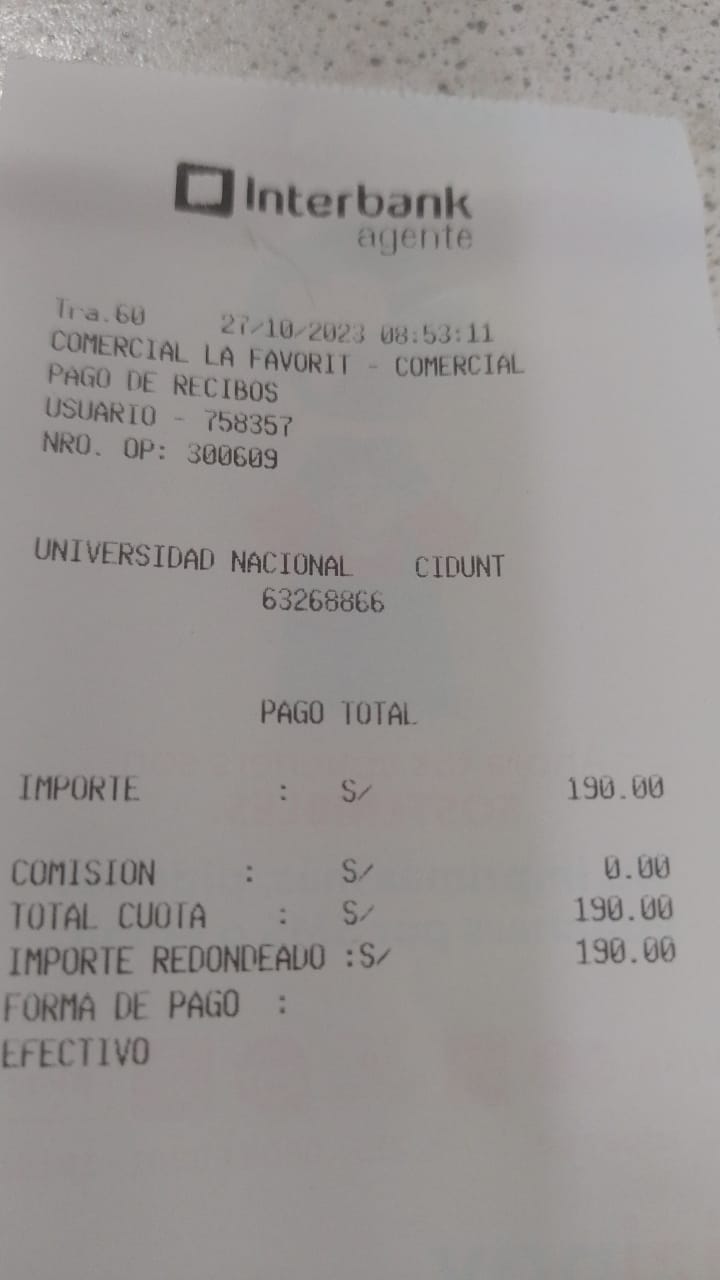 Interbank
agente
Tra.60 27/10/2023 08:53:11
COMERCIAL LA FAVORIT - COMERCIAL
PAGO DE RECIBOS
USUARIO - 758357
NRO. OP: 300609
UNIVERSIDAD NACIONAL CIDUNT
63268866
PAGO TOTAL
IMPORTE : S/ 190.00
COMISION : S/ 0.00
TOTAL CUOTA : S/ 190.00
IMPORTE REDONDEADO :S/ 190.00
FORMA DE PAGO :
EFECTIVO